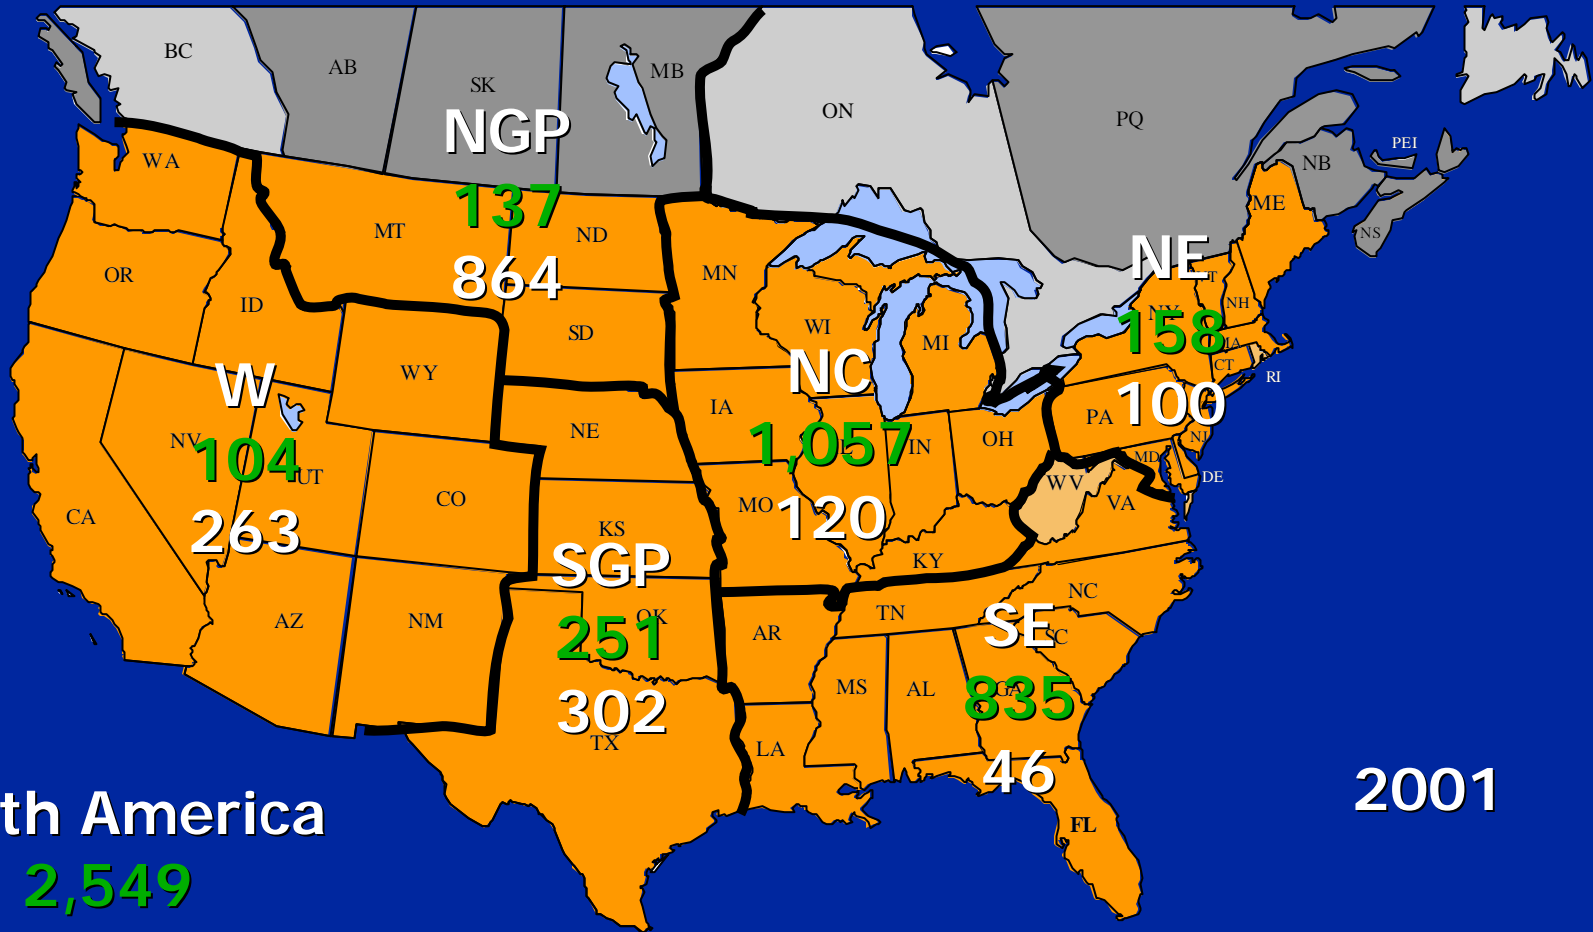 BC
AB
SK
MB
ON
PQ
NB
PEI
NS
NGP
137
864
WA
OR
ID
MT
ND
SD
WY
MN
WI
MI
IA
NE
ME
NE
NH
158
100
MA
CT
RI
PA
NJ
MD
DE
W
104
263
NV
UT
CA
CO
AZ
NM
NC
1,057
120
IN
OH
MO
KY
WV
VA
KS
SGP
251
302
OK
TX
AR
LA
TN
NC
SE
835
46
SC
GA
MS
AL
FL
th America
2,549
2001